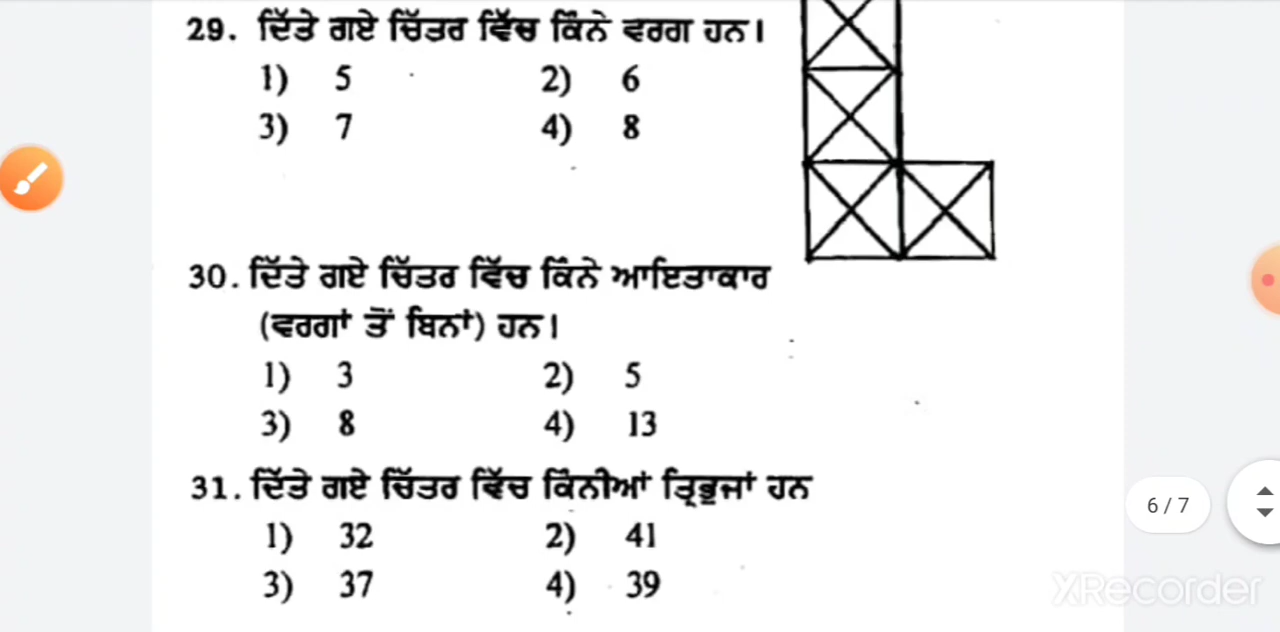 29. ਦਿੱਤੇ ਗਏ ਚਿੱਤਰ ਵਿੱਚ ਕਿੰਨੇ ਵਰਗ ਹਨ।
1) 5 2) 6
3) 7 4) 8
30. ਦਿੱਤੇ ਗਏ ਚਿੱਤਰ ਵਿੱਚ ਕਿੰਨੇ ਆਇਤਾਕਾਰ
(ਵਰਗਾਂ ਤੋਂ ਬਿਨਾਂ) ਹਨ।
1) 3 2) 5
3) 8 4) 13
31. ਦਿੱਤੇ ਗਏ ਚਿੱਤਰ ਵਿੱਚ ਕਿੰਨੀਆਂ ਤ੍ਰਿਭੁਜਾਂ ਹਨ
1) 32 2) 41
3) 37 4) 39
6 / 7
XRecorder